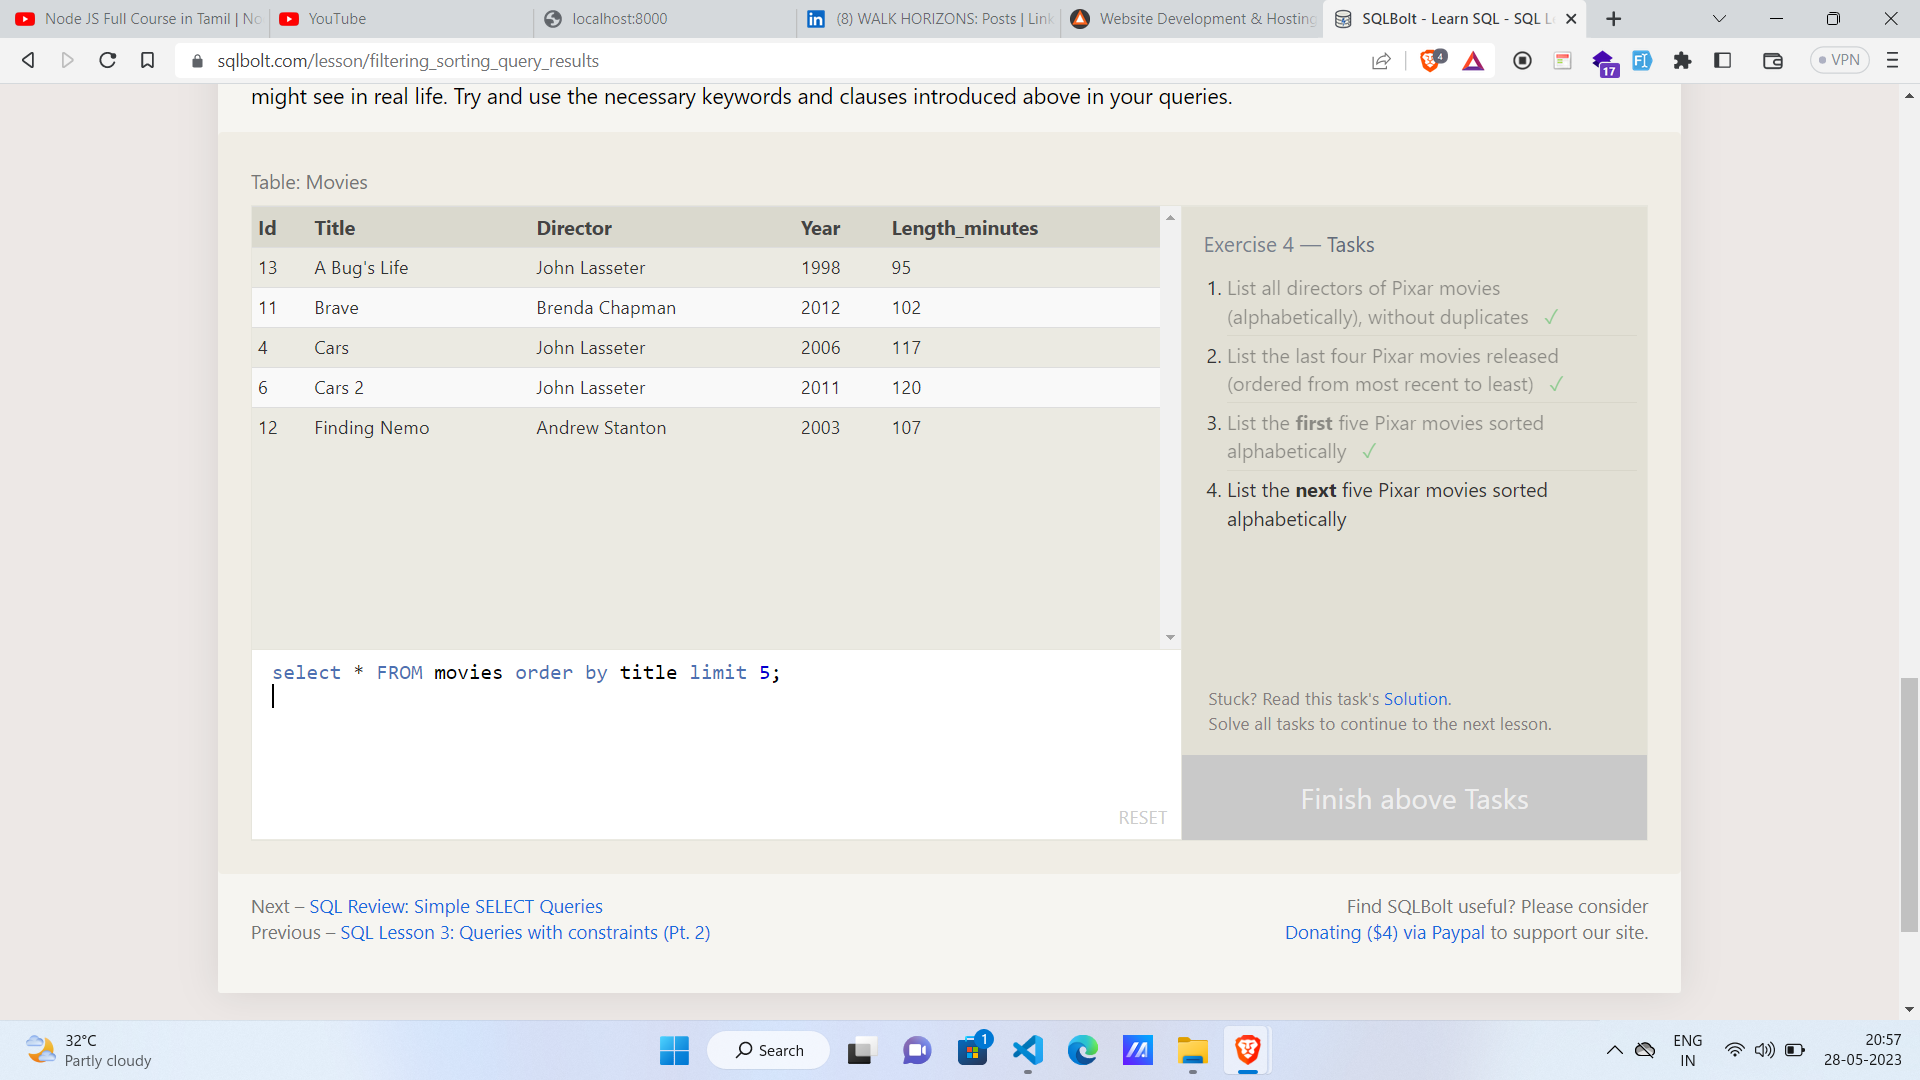 Node JS Full Course in Tamil | No
YouTube
localhost:8000
(8) WALK HORIZONS: Posts | Link
Website Development & Hosting
SQLBolt - Learn SQL - SQL L
sqlbolt.com/lesson/filtering_sorting_query_results
4
17
VPN
might see in real life. Try and use the necessary keywords and clauses introduced above in your queries.
Table: Movies
Id Title Director Year Length_minutes
13 A Bug's Life John Lasseter 1998 95
11 Brave Brenda Chapman 2012 102
4 Cars John Lasseter 2006 117
6 Cars 2 John Lasseter 2011 120
12 Finding Nemo Andrew Stanton 2003 107
select * FROM movies order by title limit 5;
RESET
Exercise 4 — Tasks
1. List all directors of Pixar movies
(alphabetically), without duplicates ✓
2. List the last four Pixar movies released
(ordered from most recent to least) ✓
3. List the first five Pixar movies sorted
alphabetically ✓
4. List the next five Pixar movies sorted
alphabetically
Stuck? Read this task's Solution.
Solve all tasks to continue to the next lesson.
Finish above Tasks
Next – SQL Review: Simple SELECT Queries
Previous – SQL Lesson 3: Queries with constraints (Pt. 2)
Find SQLBolt useful? Please consider
Donating ($4) via Paypal to support our site.
32°C
Partly cloudy
Search
1
ENG
IN
20:57
28-05-2023